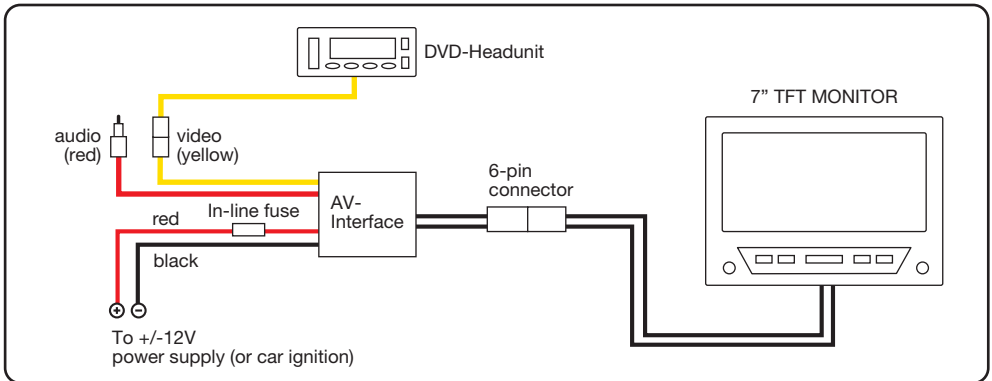 DVD-Headunit
7” TFT MONITOR
audio
(red)
video
(yellow)
6-pin
connector
AV-
Interface
red
In-line fuse
black
To +/-12V
power supply (or car ignition)